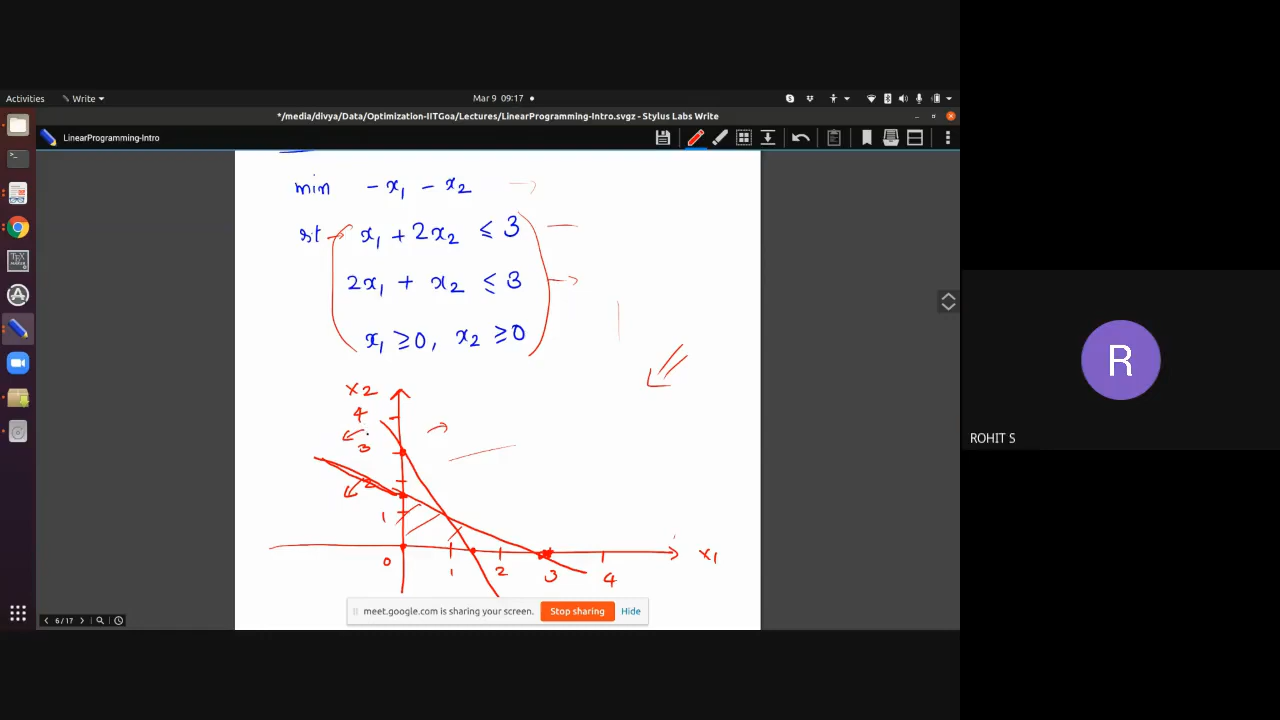 Activities
Write
Mar 9 09:17
*/media/divya/Data/Optimization-IITGoa/Lectures/LinearProgramming-Intro.svgz - Stylus Labs Write
LinearProgramming-Intro
min -x₁ - x₂
st x₁ + 2x₂ ≤ 3
2x₁ + x₂ ≤ 3
x₁ ≥ 0, x₂ ≥ 0
x2
4
3
2
1
0
1
2
3
4
x₁
meet.google.com is sharing your screen.
Stop sharing
Hide
6/17
R
ROHIT S